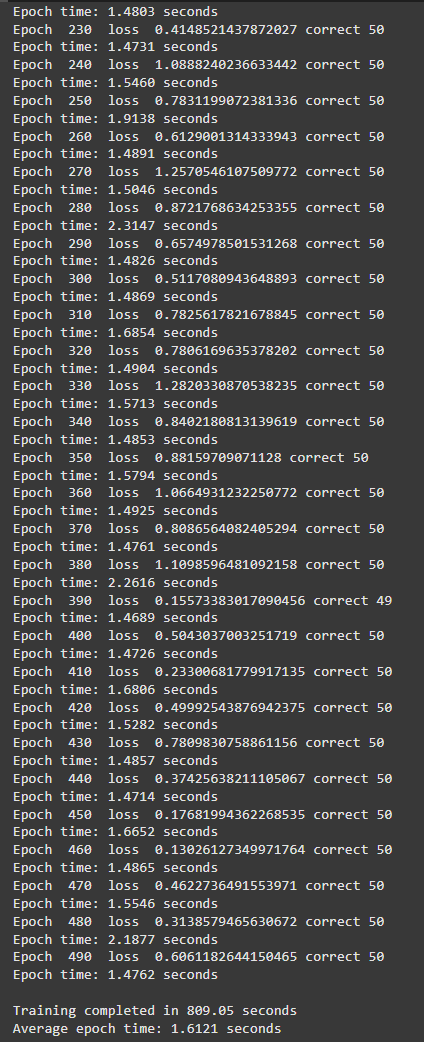 Epoch time: 1.4803 seconds
Epoch  230  loss  0.4148521437872027 correct 50
Epoch time: 1.4731 seconds
Epoch  240  loss  1.0888240236633442 correct 50
Epoch time: 1.5460 seconds
Epoch  250  loss  0.7831199072381336 correct 50
Epoch time: 1.9138 seconds
Epoch  260  loss  0.6129001314333943 correct 50
Epoch time: 1.4891 seconds
Epoch  270  loss  1.2570546107509772 correct 50
Epoch time: 1.5046 seconds
Epoch  280  loss  0.8721768634253355 correct 50
Epoch time: 2.3147 seconds
Epoch  290  loss  0.6574978501531268 correct 50
Epoch time: 1.4826 seconds
Epoch  300  loss  0.5117080943648893 correct 50
Epoch time: 1.4869 seconds
Epoch  310  loss  0.7825617821678845 correct 50
Epoch time: 1.6854 seconds
Epoch  320  loss  0.7806169635378202 correct 50
Epoch time: 1.4904 seconds
Epoch  330  loss  1.2820330870538235 correct 50
Epoch time: 1.5713 seconds
Epoch  340  loss  0.8402180813139619 correct 50
Epoch time: 1.4853 seconds
Epoch  350  loss  0.88159709071128 correct 50
Epoch time: 1.5794 seconds
Epoch  360  loss  1.0664931232250772 correct 50
Epoch time: 1.4925 seconds
Epoch  370  loss  0.8086564082405294 correct 50
Epoch time: 1.4761 seconds
Epoch  380  loss  1.1098596481092158 correct 50
Epoch time: 2.2616 seconds
Epoch  390  loss  0.15573383017090456 correct 49
Epoch time: 1.4689 seconds
Epoch  400  loss  0.5043037003251719 correct 50
Epoch time: 1.4726 seconds
Epoch  410  loss  0.23300681779917135 correct 50
Epoch time: 1.6806 seconds
Epoch  420  loss  0.49992543876942375 correct 50
Epoch time: 1.5282 seconds
Epoch  430  loss  0.7809830758861156 correct 50
Epoch time: 1.4857 seconds
Epoch  440  loss  0.37425638211105067 correct 50
Epoch time: 1.4714 seconds
Epoch  450  loss  0.17681994362268535 correct 50
Epoch time: 1.6652 seconds
Epoch  460  loss  0.13026127349971764 correct 50
Epoch time: 1.4865 seconds
Epoch  470  loss  0.4622736491553971 correct 50
Epoch time: 1.5546 seconds
Epoch  480  loss  0.3138579465630672 correct 50
Epoch time: 2.1877 seconds
Epoch  490  loss  0.6061182644150465 correct 50
Epoch time: 1.4762 seconds

Training completed in 809.05 seconds
Average epoch time: 1.6121 seconds